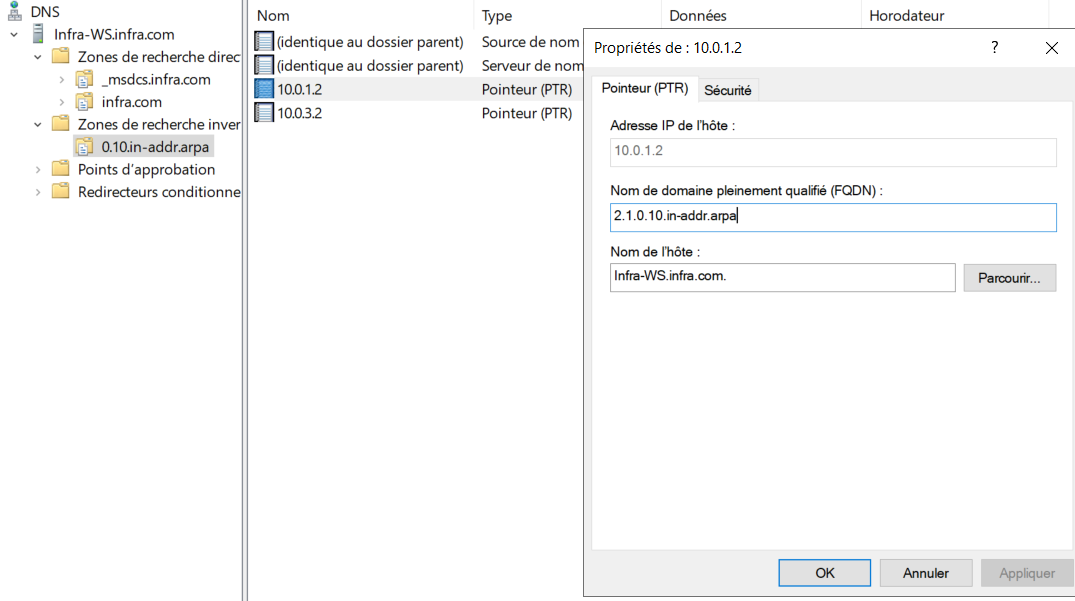 DNS
Infra-WS.infra.com
Zones de recherche direc
_msdcs.infra.com
infra.com
Zones de recherche inver
0.10.in-addr.arpa
Points d'approbation
Redirecteurs conditionne
Nom Type Données Horodateur
(identique au dossier parent) Source de nom
(identique au dossier parent) Serveur de nom
10.0.1.2 Pointeur (PTR)
10.0.3.2 Pointeur (PTR)
Propriétés de : 10.0.1.2 ?
Pointeur (PTR) Sécurité
Adresse IP de l'hôte :
10.0.1.2
Nom de domaine pleinement qualifié (FQDN) :
2.1.0.10.in-addr.arpa
Nom de l'hôte :
Infra-WS.infra.com. Parcourir...
OK Annuler Appliquer